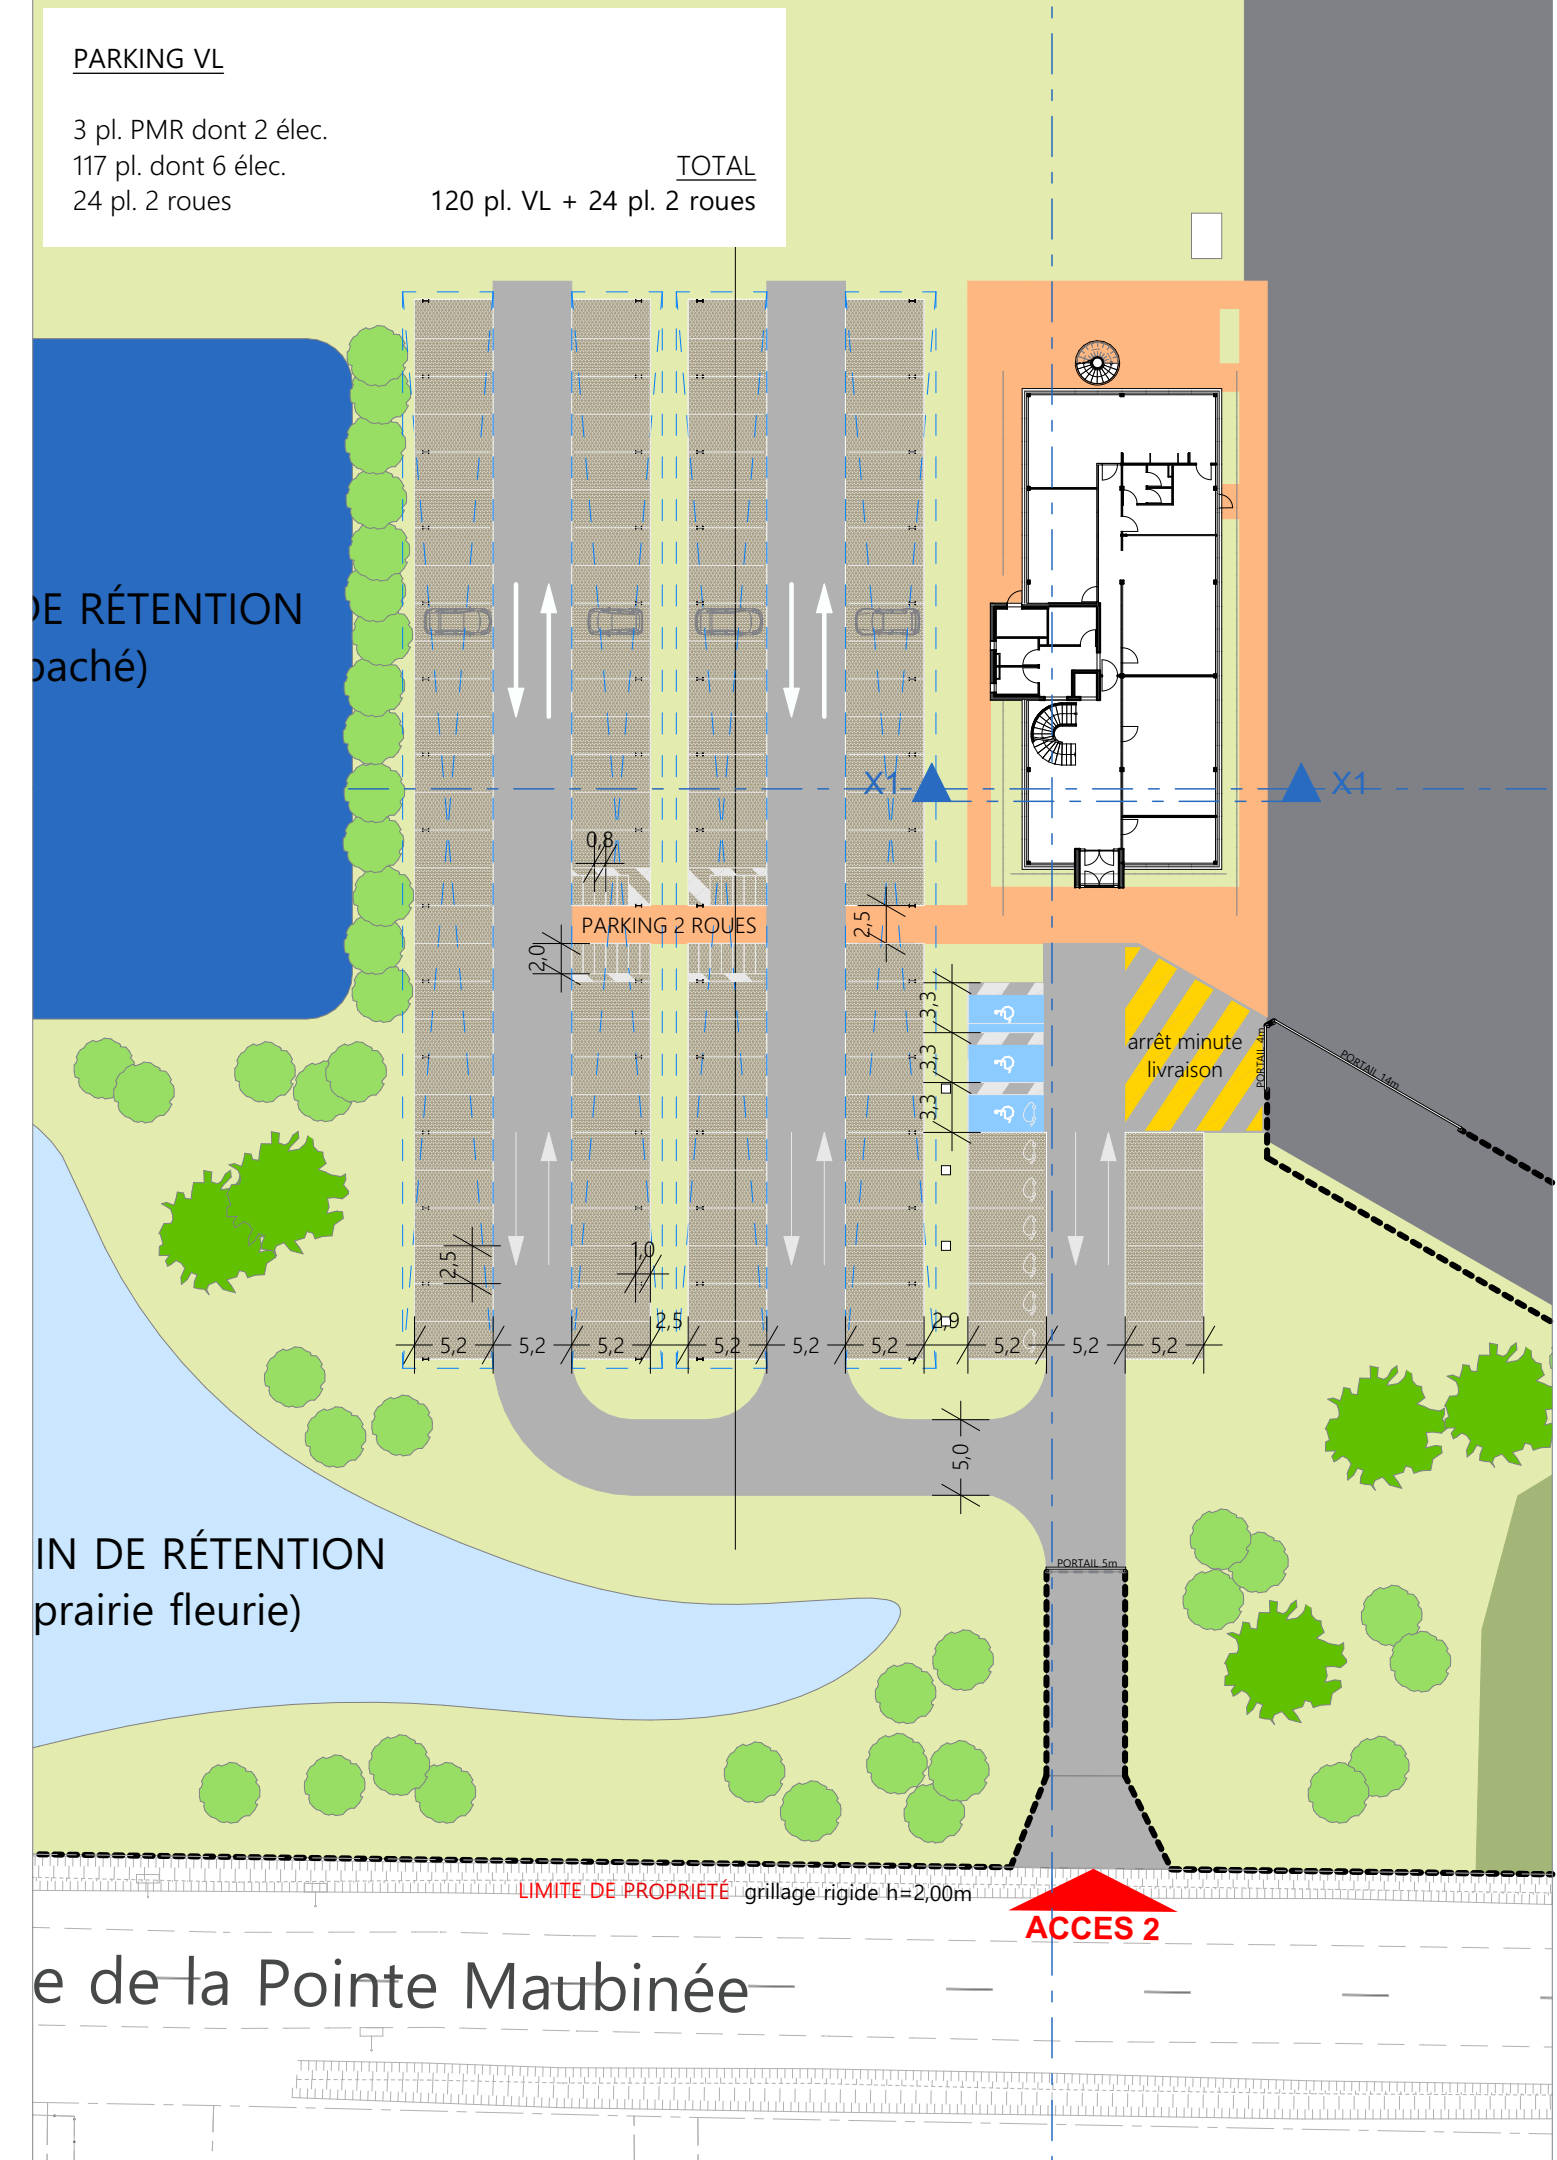 PARKING VL
3 pl. PMR dont 2 élec.
117 pl. dont 6 élec.
TOTAL
24 pl. 2 roues
120 pl. VL + 24 pl. 2 roues
DE RÉTENTION
baché)
X1
X1
0,8
PARKING 2 ROUES
2,5
2,0
3,3
3,3
3,3
arrêt minute
livraison
PORTAIL 4m
PORTAIL 14m
2,5
1,0
2,5
2,9
5,2
5,2
5,2
5,2
5,2
5,2
5,2
5,2
5,2
5,0
IN DE RÉTENTION
prairie fleurie)
PORTAIL 5m
LIMITE DE PROPRIETÉ grillage rigide h=2,00m
ACCES 2
e de la Pointe Maubinée